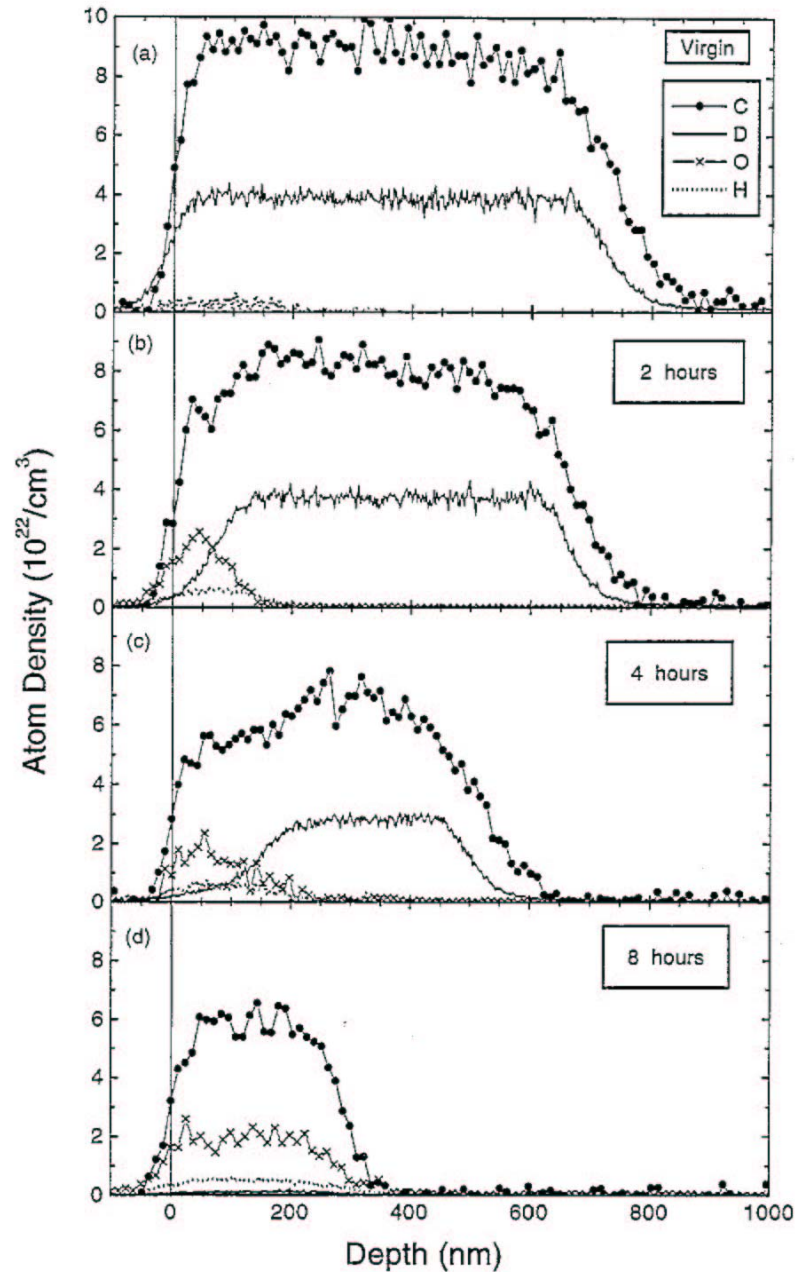 10
8
6
4
2
0
(a)
Virgin
C
D
O
H
8
6
4
2
0
(b)
2 hours
8
6
4
2
0
(c)
4 hours
8
6
4
2
0
(d)
8 hours
0 200 400 600 800 1000
Depth (nm)
Atom Density (10²²/cm³)